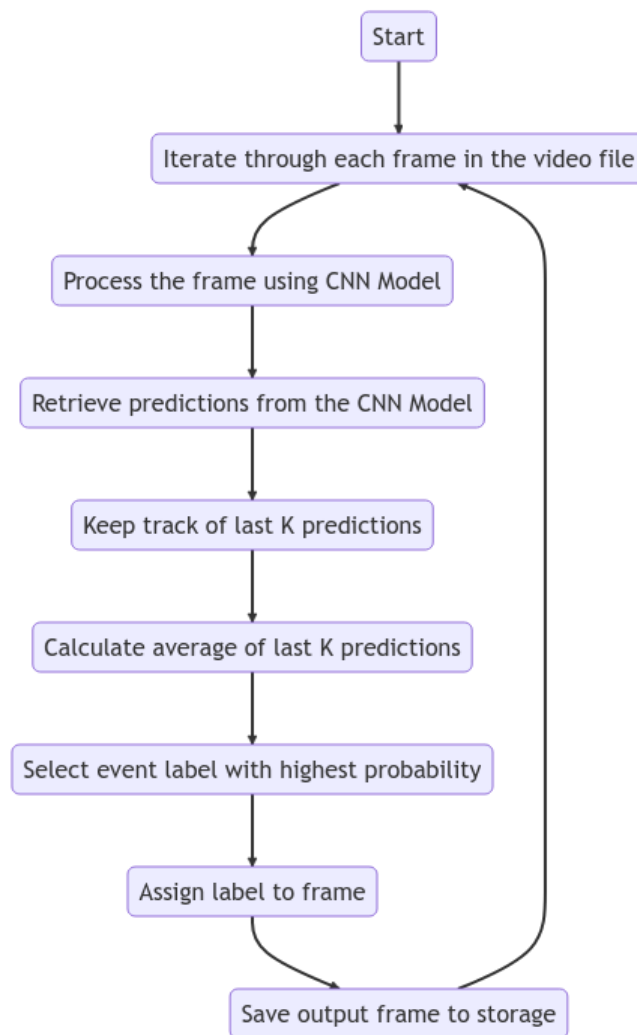 Start
Iterate through each frame in the video file
Process the frame using CNN Model
Retrieve predictions from the CNN Model
Keep track of last K predictions
Calculate average of last K predictions
Select event label with highest probability
Assign label to frame
Save output frame to storage